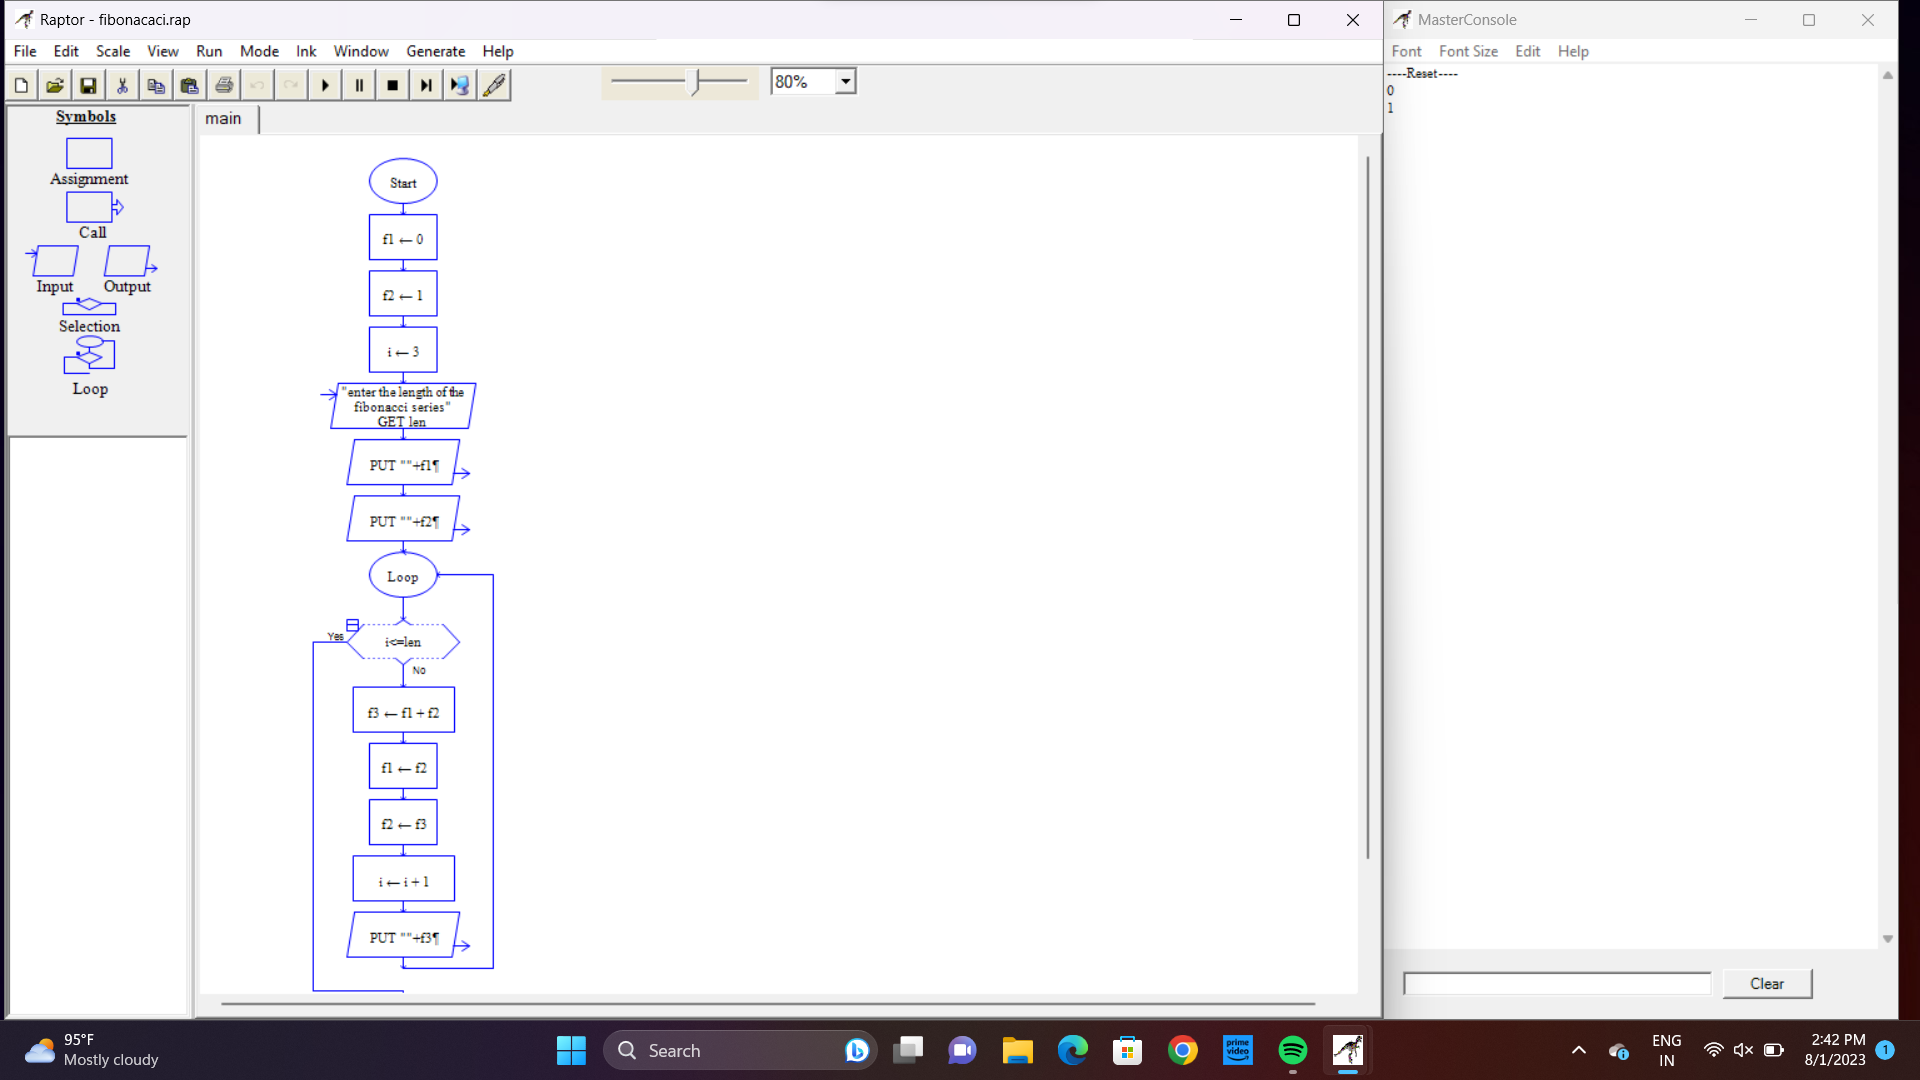 Raptor - fibonacaci.rap
File Edit Scale View Run Mode Ink Window Generate Help
80%
Symbols
Assignment
Call
Input Output
Selection
Loop
main
Start
f1 ← 0
f2 ← 1
i ← 3
"enter the length of the
fibonacci series"
GET len
PUT ""+f1¶
PUT ""+f2¶
Loop
Yes
i<=len
No
f3 ← f1 + f2
f1 ← f2
f2 ← f3
i ← i + 1
PUT ""+f3¶
MasterConsole
Font Font Size Edit Help
----Reset----
0
1
Clear
95°F
Mostly cloudy
Search
prime
video
ENG
IN
2:42 PM
8/1/2023
1